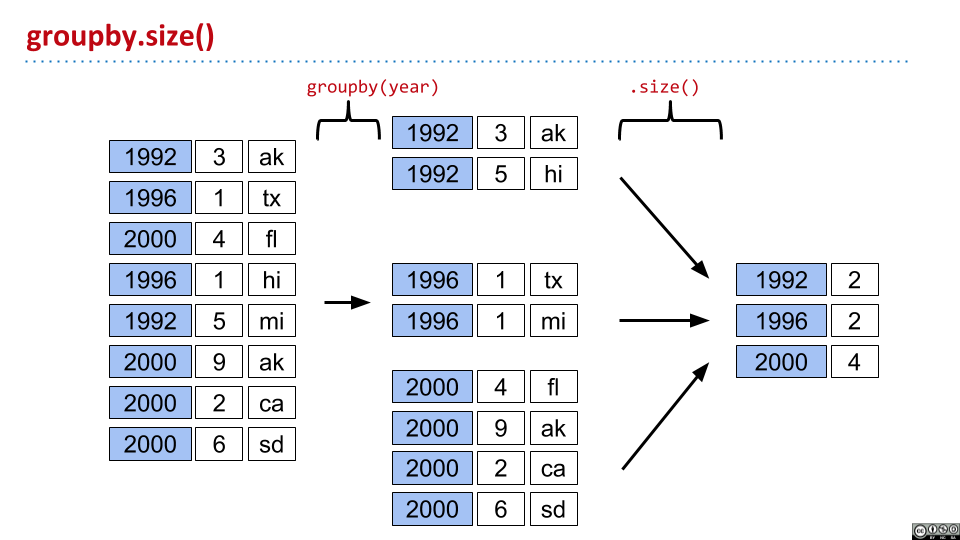 groupby.size()
groupby(year)
.size()
1992 3 ak
1996 1 tx
2000 4 fl
1996 1 hi
1992 5 mi
2000 9 ak
2000 2 ca
2000 6 sd
1992 3 ak
1992 5 hi
1996 1 tx
1996 1 mi
2000 4 fl
2000 9 ak
2000 2 ca
2000 6 sd
1992 2
1996 2
2000 4
cc
BY NC SA